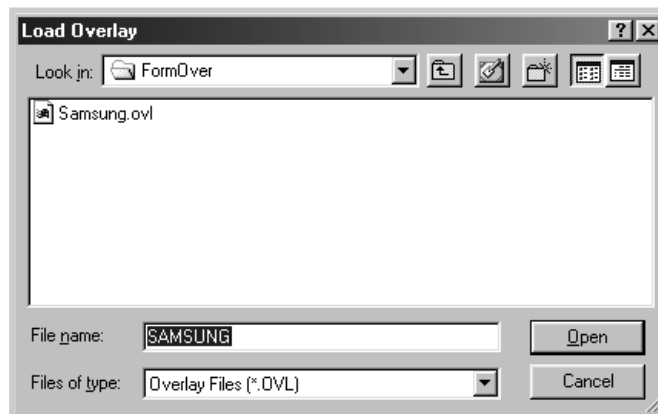 Load Overlay
Look in: FormOver
Samsung.ovl
File name: SAMSUNG Open
Files of type: Overlay Files (*.OVL) Cancel